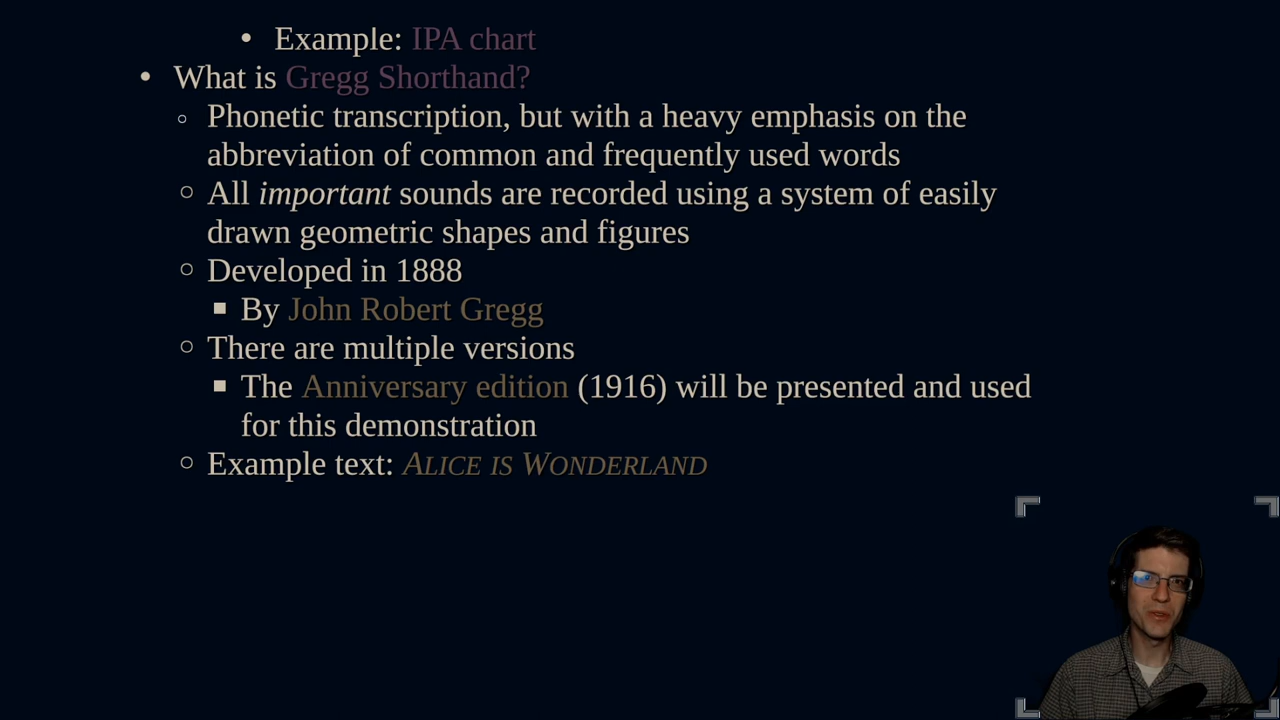 • Example: IPA chart
• What is Gregg Shorthand?
○ Phonetic transcription, but with a heavy emphasis on the
abbreviation of common and frequently used words
○ All important sounds are recorded using a system of easily
drawn geometric shapes and figures
○ Developed in 1888
▪ By John Robert Gregg
○ There are multiple versions
▪ The Anniversary edition (1916) will be presented and used
for this demonstration
○ Example text: ALICE IS WONDERLAND